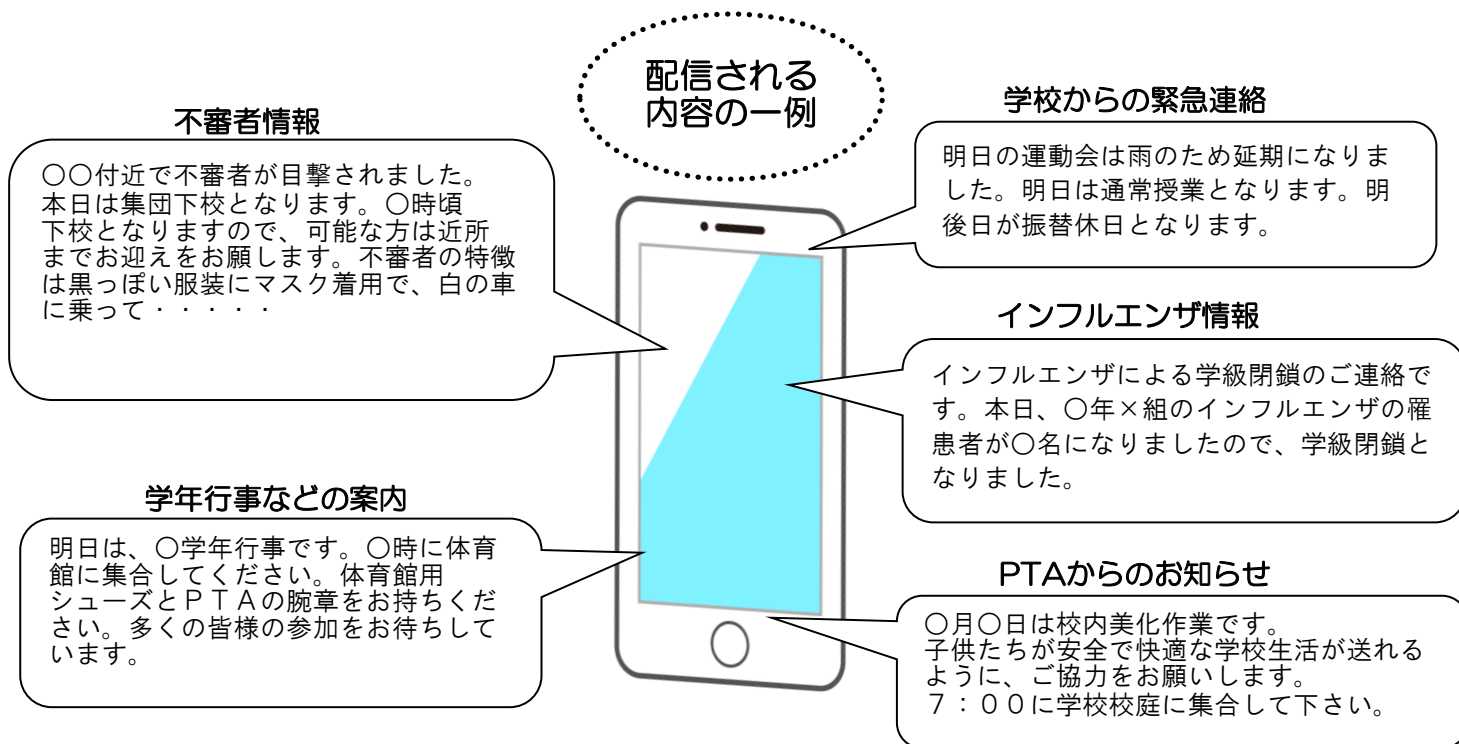 配信される
内容の一例
不審者情報
〇〇付近で不審者が目撃されました。
本日は集団下校となります。〇時頃
下校となりますので、可能な方は近所
までお迎えをお願します。不審者の特徴
は黒っぽい服装にマスク着用で、白の車
に乗って・・・・・
学校からの緊急連絡
明日の運動会は雨のため延期になりま
した。明日は通常授業となります。明
後日が振替休日となります。
インフルエンザ情報
インフルエンザによる学級閉鎖のご連絡で
す。本日、〇年×組のインフルエンザの罹
患者が〇名になりましたので、学級閉鎖と
なりました。
学年行事などの案内
明日は、〇学年行事です。〇時に体育
館に集合してください。体育館用
シューズとＰＴＡの腕章をお持ちくだ
さい。多くの皆様の参加をお待ちして
います。
PTAからのお知らせ
〇月〇日は校内美化作業です。
子供たちが安全で快適な学校生活が送れる
ように、ご協力をお願いします。
７：００に学校校庭に集合して下さい。